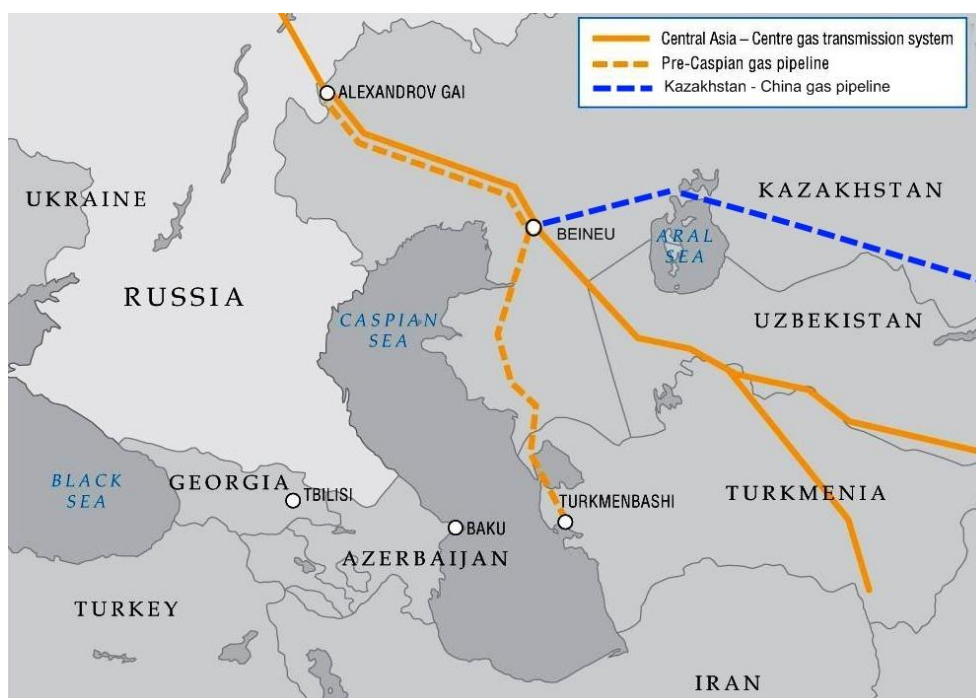 Central Asia – Centre gas transmission system
Pre-Caspian gas pipeline
Kazakhstan - China gas pipeline
ALEXANDROV GAI
UKRAINE
KAZAKHSTAN
BEINEU
ARAL
SEA
RUSSIA
CASPIAN
SEA
UZBEKISTAN
BLACK
SEA
GEORGIA
TBILISI
TURKMENBASHI
TURKMENIA
BAKU
AZERBAIJAN
TURKEY
IRAN